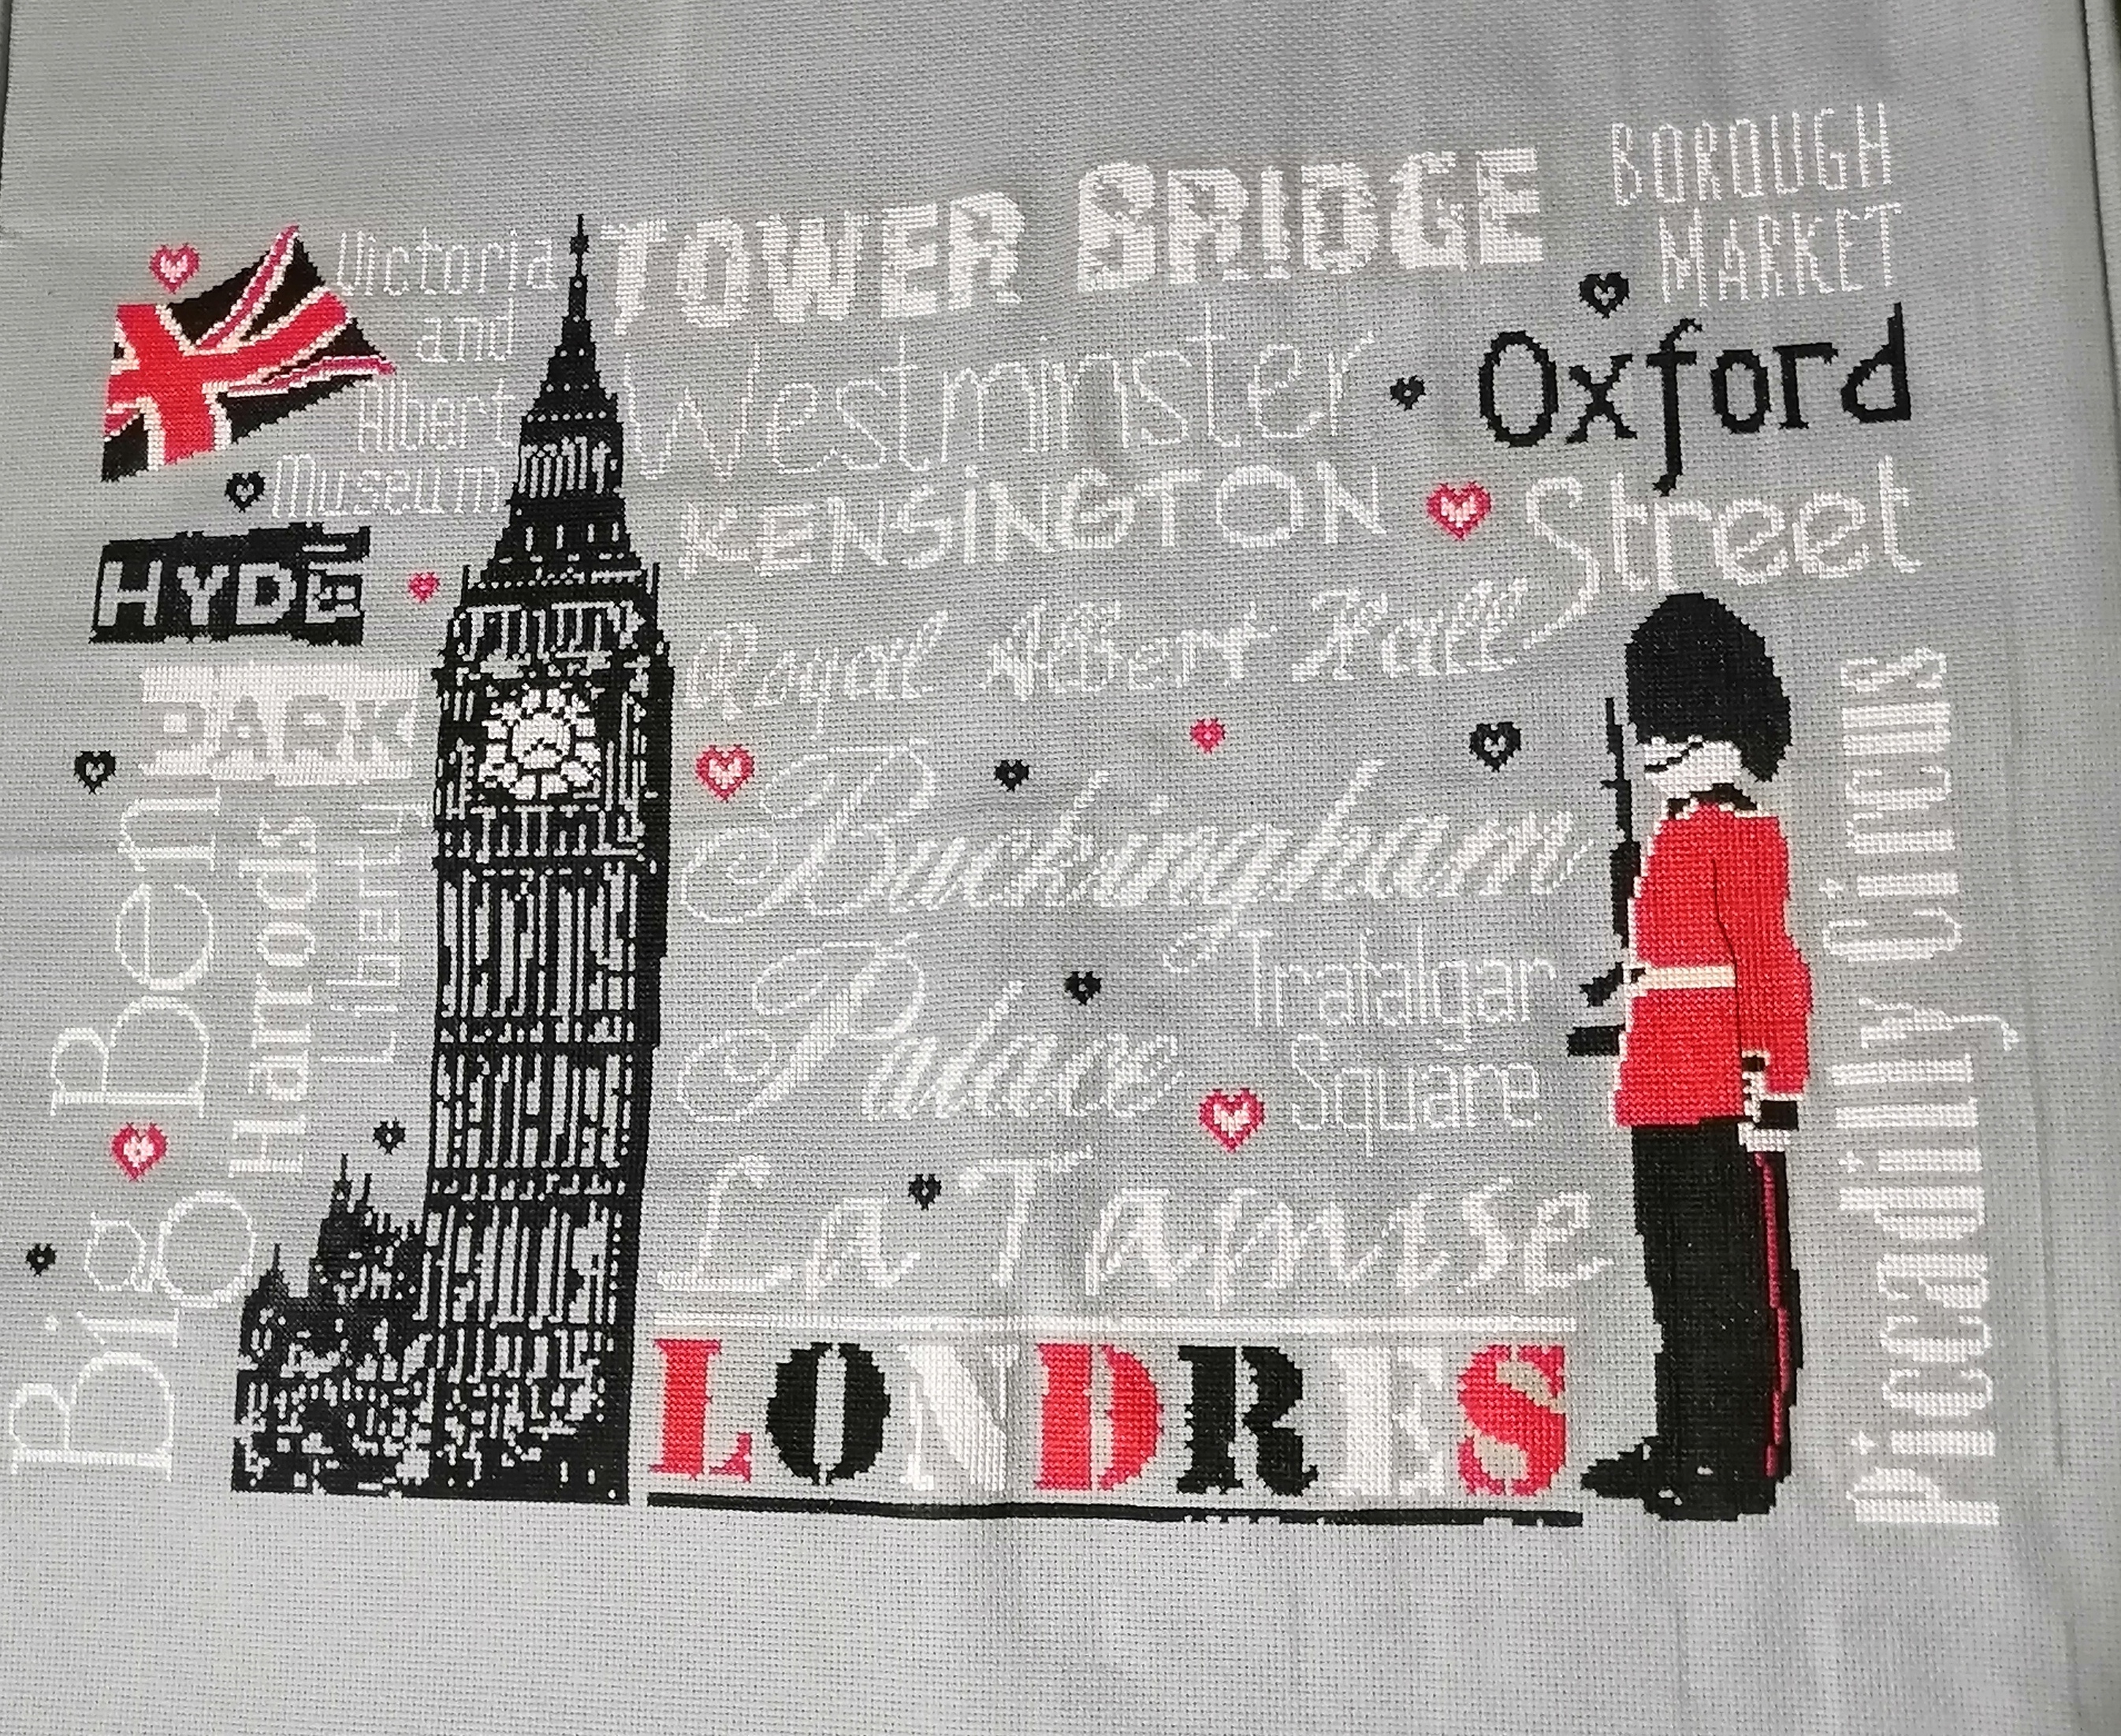 Victoria
and
Albert
Museum
TOWER BRIDGE
BOROUGH
MARKET
Westminster
Oxford
KENSINGTON
Street
HYDE
PARK
Royal Albert Hall
Big Ben
Harrods
Liberty
Buckingham
Palace
Trafalgar
Square
La Tamise
LONDRES
Piccadilly Circus